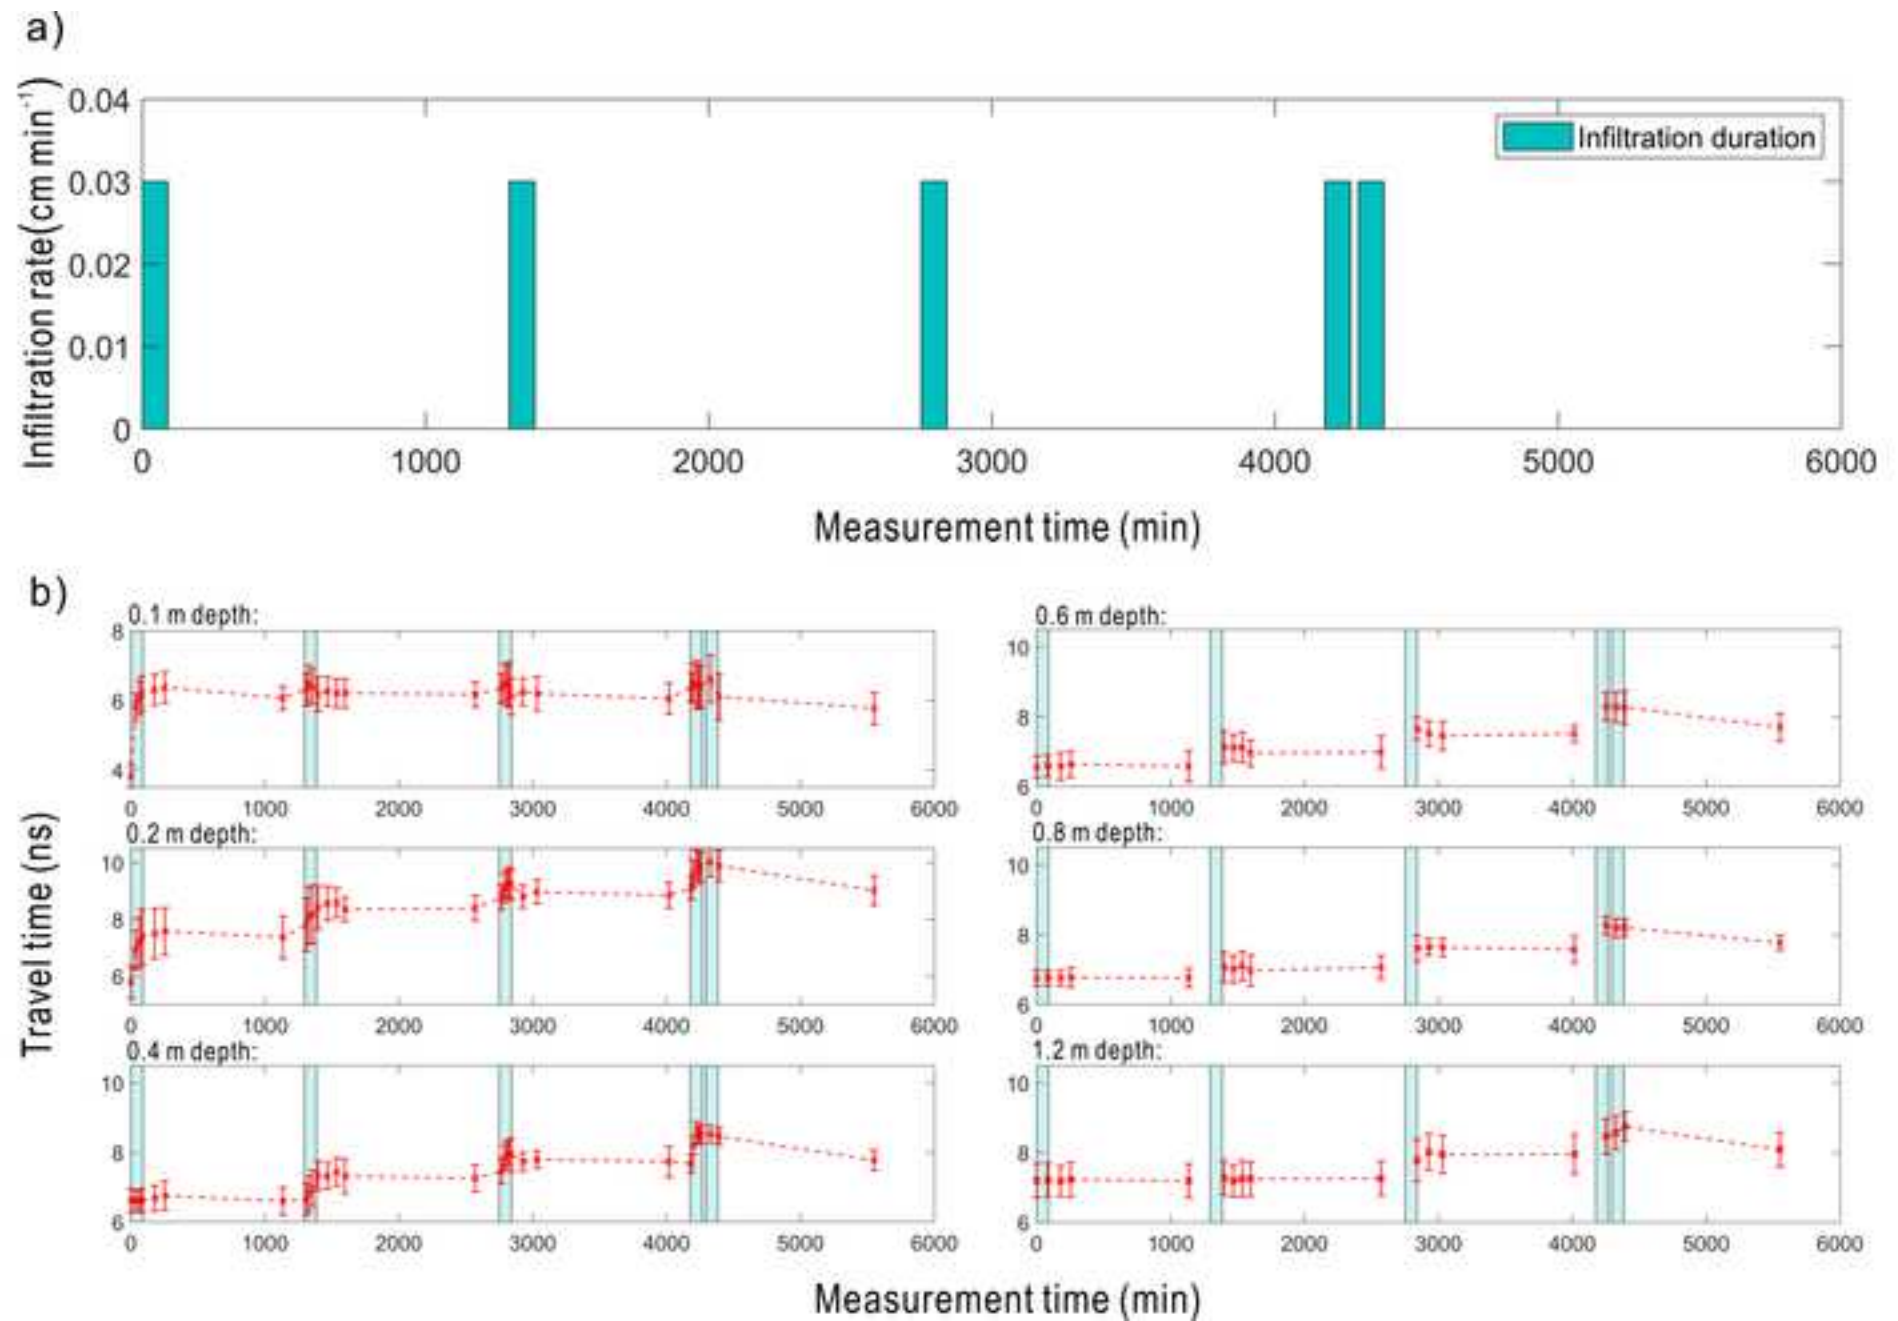 a)
Infiltration rate(cm min⁻¹)
0.04
0.03
0.02
0.01
0
Infiltration duration
0 1000 2000 3000 4000 5000 6000
Measurement time (min)
b)
Travel time (ns)
0.1 m depth:
8
6
4
0 1000 2000 3000 4000 5000 6000
0.2 m depth:
10
8
6
0 1000 2000 3000 4000 5000 6000
0.4 m depth:
10
8
6
0 1000 2000 3000 4000 5000 6000
0.6 m depth:
10
8
6
0 1000 2000 3000 4000 5000 6000
0.8 m depth:
10
8
6
0 1000 2000 3000 4000 5000 6000
1.2 m depth:
10
8
6
0 1000 2000 3000 4000 5000 6000
Measurement time (min)